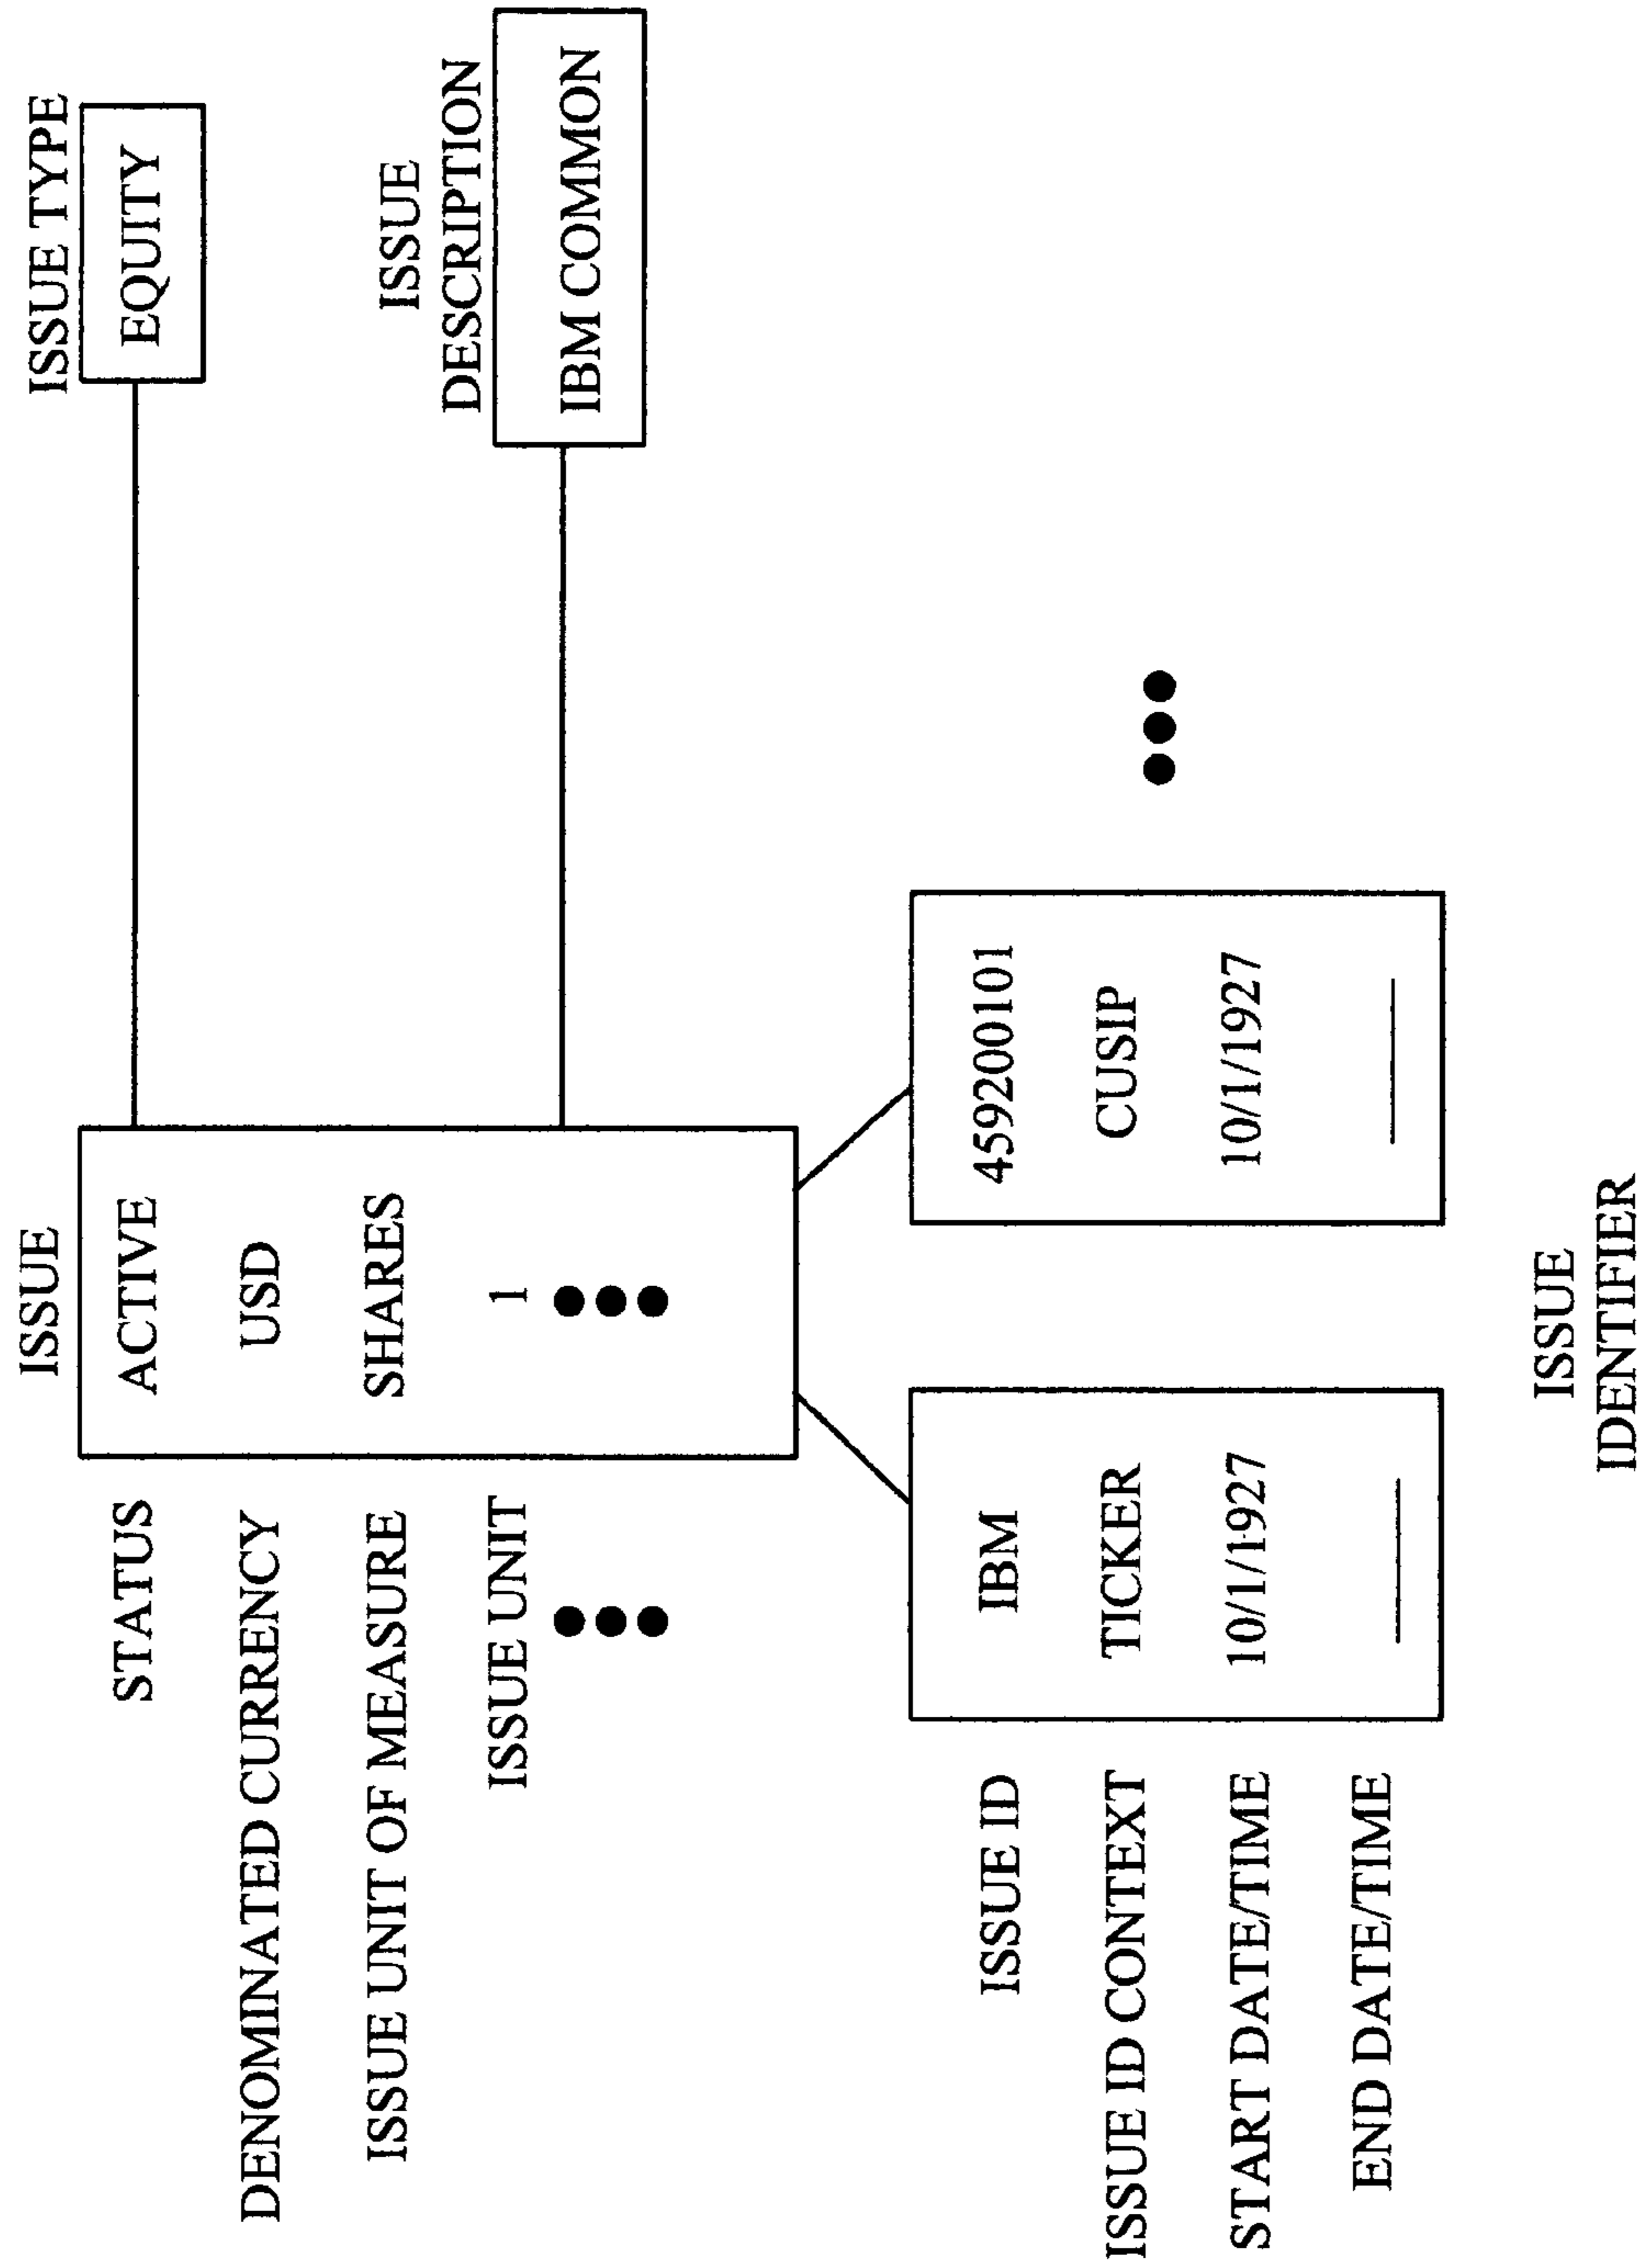 ISSUE
ISSUE TYPE
STATUS
ACTIVE
EQUITY
DENOMINATED CURRENCY
USD
ISSUE UNIT OF MEASURE
SHARES
ISSUE
DESCRIPTION
ISSUE UNIT
1
IBM COMMON
ISSUE ID
IBM
459200101
ISSUE ID CONTEXT
TICKER
CUSIP
START DATE/TIME
10/1/1927
10/1/1927
END DATE/TIME
ISSUE
IDENTIFIER